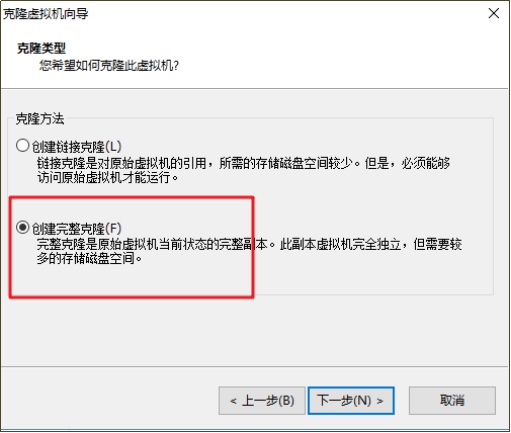 克隆虚拟机向导
克隆类型
您希望如何克隆此虚拟机?
克隆方法
创建链接克隆(L)
链接克隆是对原始虚拟机的引用，所需的存储磁盘空间较少。但是，必须能够
访问原始虚拟机才能运行。
创建完整克隆(F)
完整克隆是原始虚拟机当前状态的完整副本。此副本虚拟机完全独立，但需要较
多的存储磁盘空间。
< 上一步(B)
下一步(N) >
取消